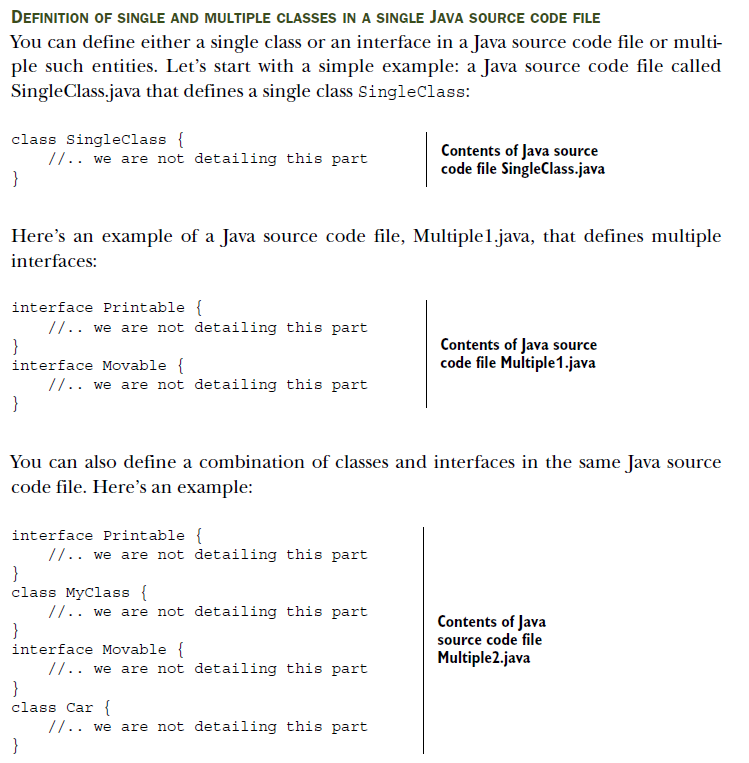 DEFINITION OF SINGLE AND MULTIPLE CLASSES IN A SINGLE JAVA SOURCE CODE FILE
You can define either a single class or an interface in a Java source code file or multi-
ple such entities. Let's start with a simple example: a Java source code file called
SingleClass.java that defines a single class SingleClass:
class SingleClass {
    //.. we are not detailing this part
}
Contents of Java source
code file SingleClass.java
Here's an example of a Java source code file, Multiple1.java, that defines multiple
interfaces:
interface Printable {
    //.. we are not detailing this part
}
interface Movable {
    //.. we are not detailing this part
}
Contents of Java source
code file Multiple1.java
You can also define a combination of classes and interfaces in the same Java source
code file. Here's an example:
interface Printable {
    //.. we are not detailing this part
}
class MyClass {
    //.. we are not detailing this part
}
interface Movable {
    //.. we are not detailing this part
}
class Car {
    //.. we are not detailing this part
}
Contents of Java
source code file
Multiple2.java